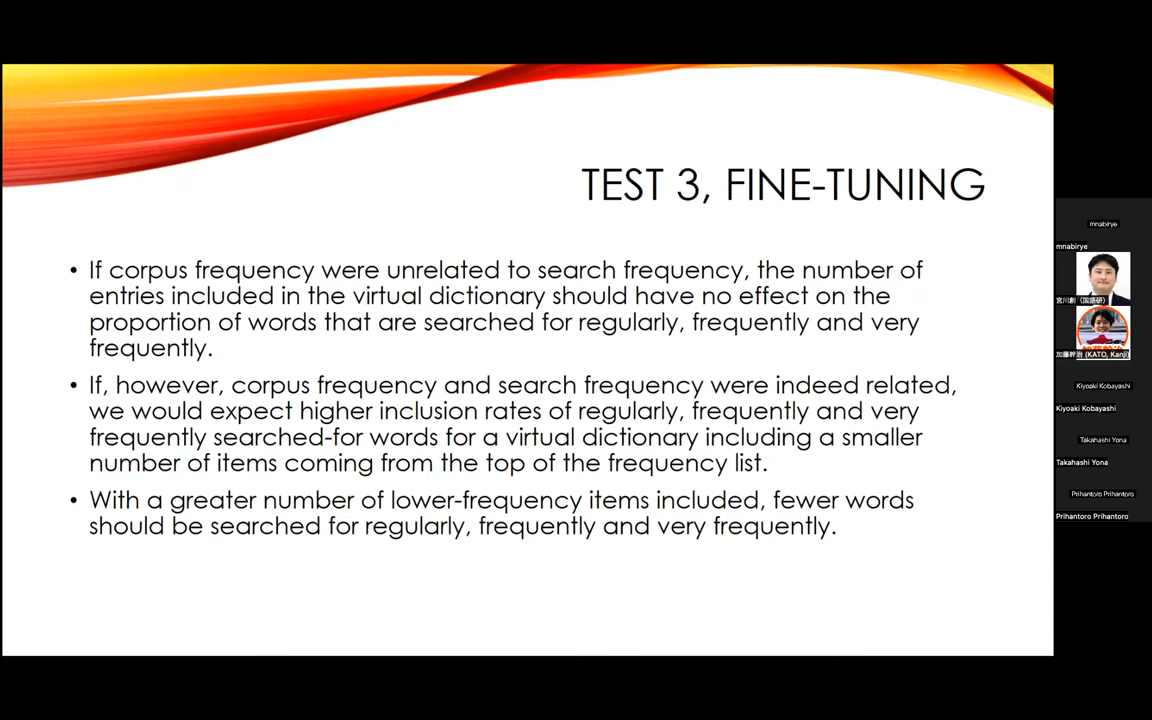 TEST 3, FINE-TUNING
• If corpus frequency were unrelated to search frequency, the number of
entries included in the virtual dictionary should have no effect on the
proportion of words that are searched for regularly, frequently and very
frequently.
• If, however, corpus frequency and search frequency were indeed related,
we would expect higher inclusion rates of regularly, frequently and very
frequently searched-for words for a virtual dictionary including a smaller
number of items coming from the top of the frequency list.
• With a greater number of lower-frequency items included, fewer words
should be searched for regularly, frequently and very frequently.
mnabirye
mnabirye
宮川創（国語研）
加藤幹治 (KATO, Kanji)
Kiyoaki Kobayashi
Kiyoaki Kobayashi
Takahashi Yona
Takahashi Yona
Prihantoro Prihantoro
Prihantoro Prihantoro